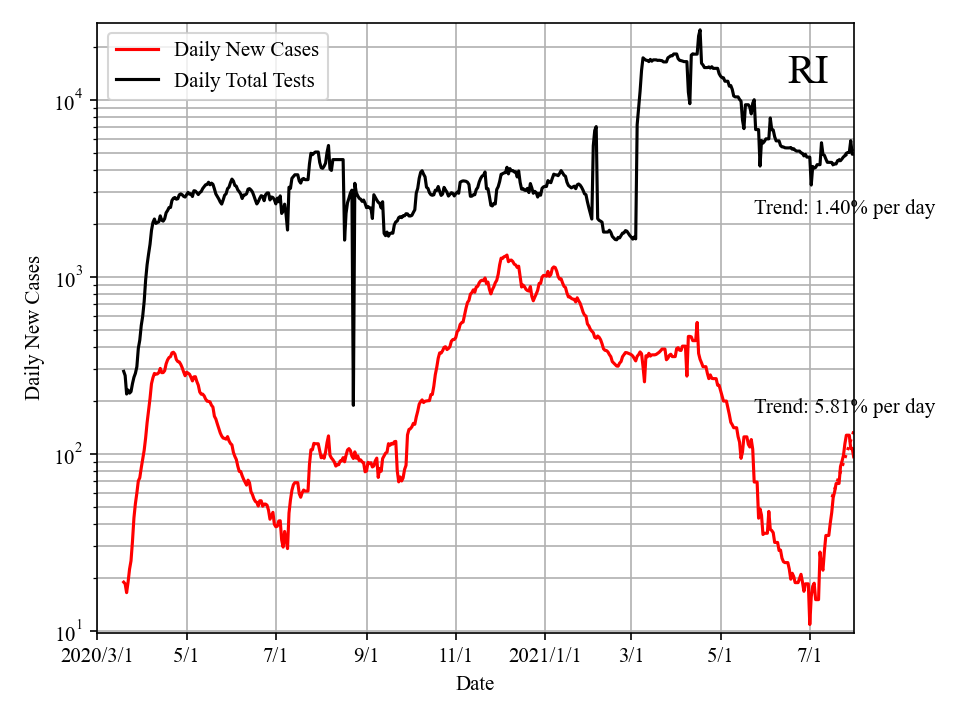 Daily New Cases
Daily Total Tests
RI
10^4
10^3
10^2
10^1
Daily New Cases
Trend: 1.40% per day
Trend: 5.81% per day
2020/3/1 5/1 7/1 9/1 11/1 2021/1/1 3/1 5/1 7/1
Date